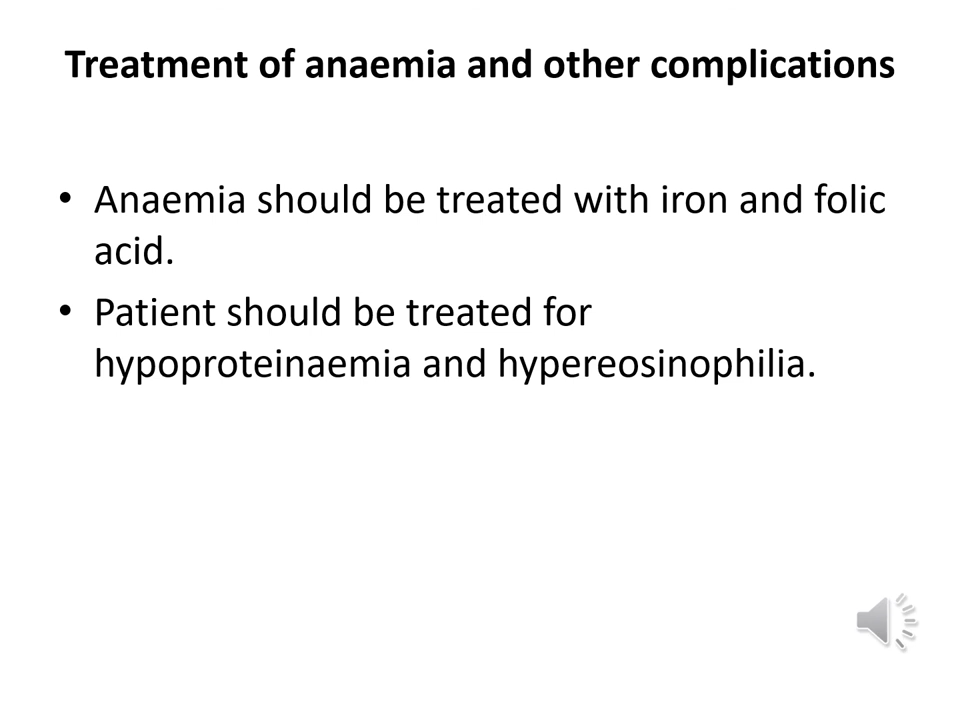 Treatment of anaemia and other complications
• Anaemia should be treated with iron and folic
acid.
• Patient should be treated for
hypoproteinaemia and hypereosinophilia.